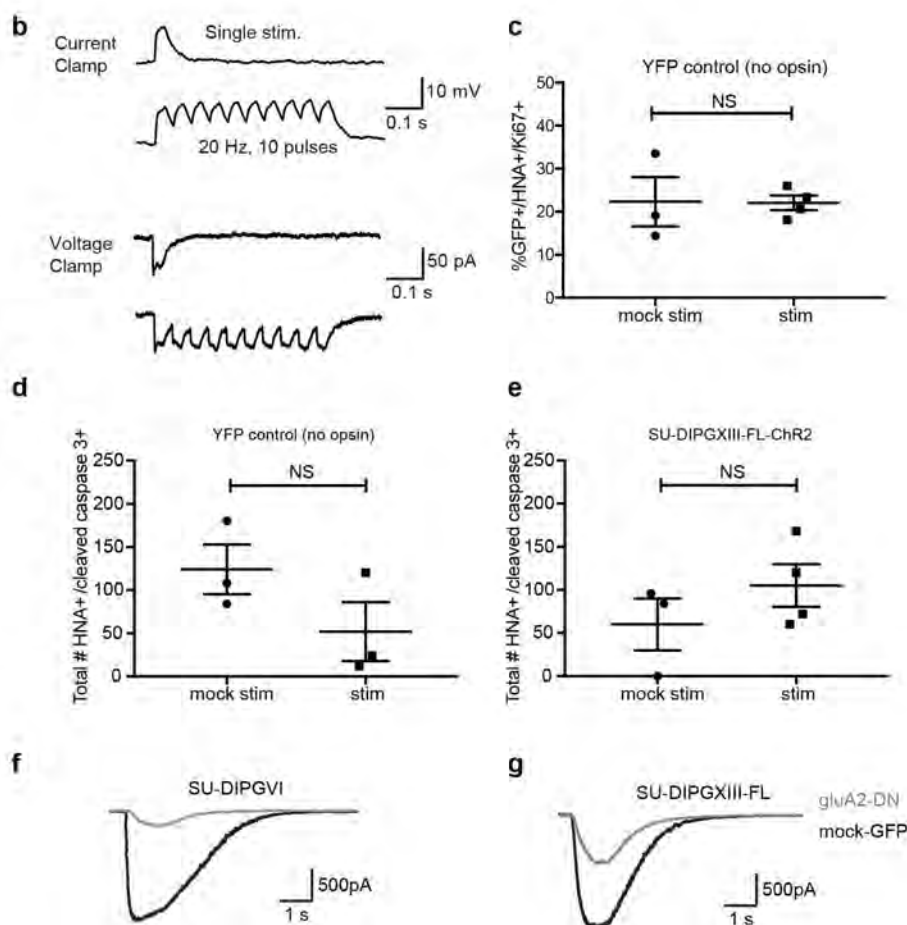 b
Current
Clamp
Single stim.
10 mV
0.1 s
20 Hz, 10 pulses
Voltage
Clamp
50 pA
0.1 s
c
YFP control (no opsin)
NS
%GFP+/HNA+/Ki67+
50
40
30
20
10
0
mock stim
stim
d
YFP control (no opsin)
NS
Total # HNA+/cleaved caspase 3+
250
200
150
100
50
0
mock stim
stim
e
SU-DIPGXIII-FL-ChR2
NS
Total # HNA+/cleaved caspase 3+
250
200
150
100
50
0
mock stim
stim
f
SU-DIPGVI
500pA
1 s
g
SU-DIPGXIII-FL
gluA2-DN
mock-GFP
500pA
1 s